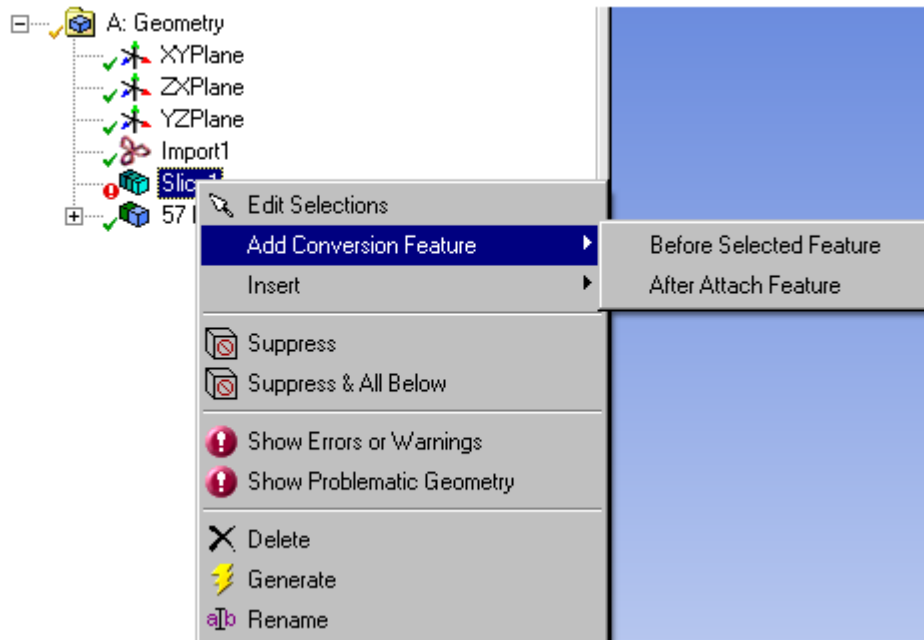 A: Geometry
XYPlane
ZXPlane
YZPlane
Import1
57
Edit Selections
Add Conversion Feature
Before Selected Feature
Insert
After Attach Feature
Suppress
Suppress & All Below
Show Errors or Warnings
Show Problematic Geometry
Delete
Generate
Rename